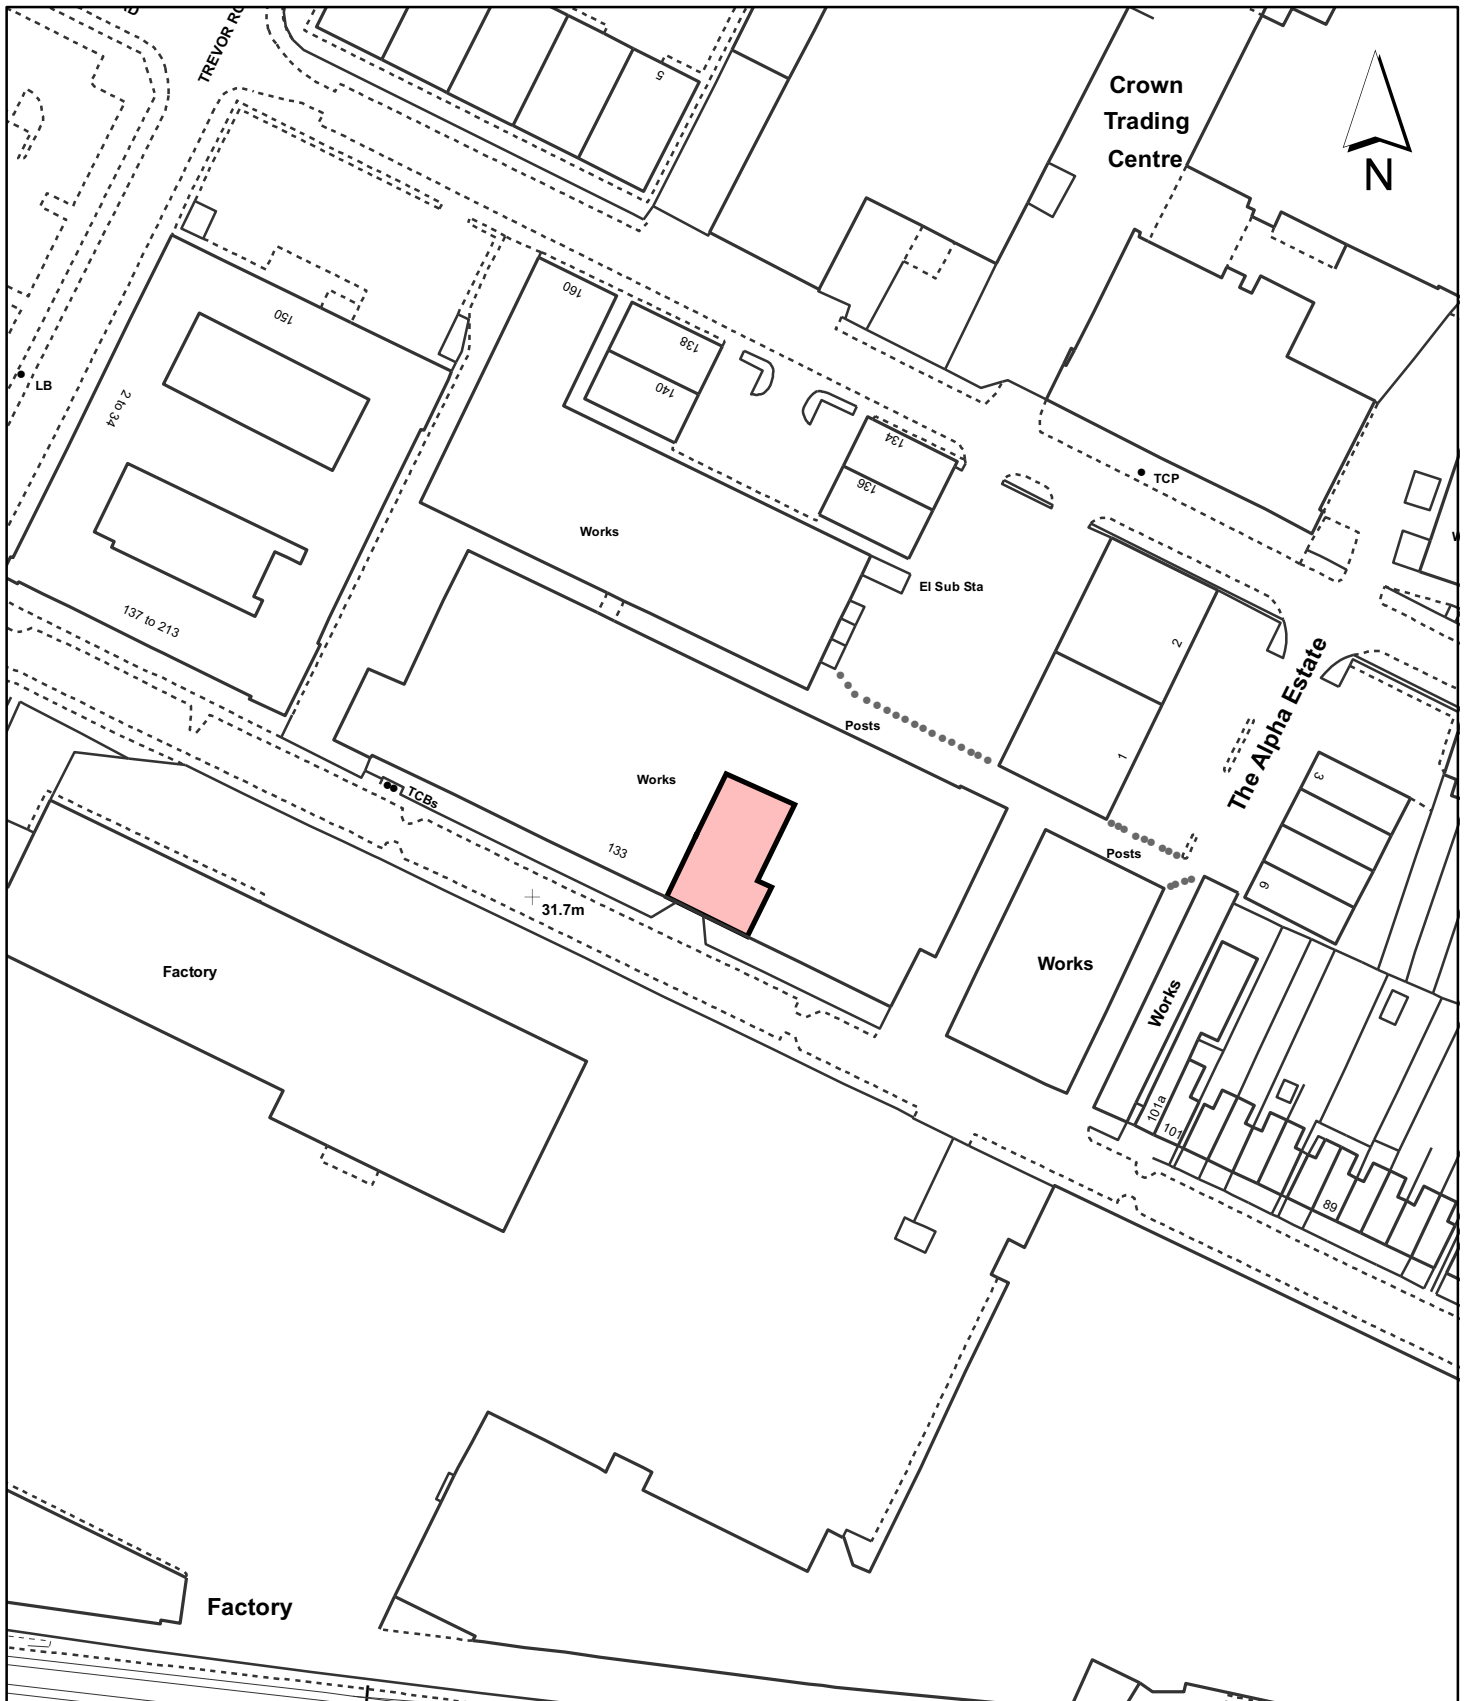 TREVOR RO
5
Crown
Trading
Centre
N
160
150
138
140
LB
2 to 34
134
136
TCP
Works
El Sub Sta
137 to 213
2
The Alpha Estate
Posts
1
Works
3
TCBs
133
Posts
9
31.7m
Works
Factory
Works
101a
101
89
Factory